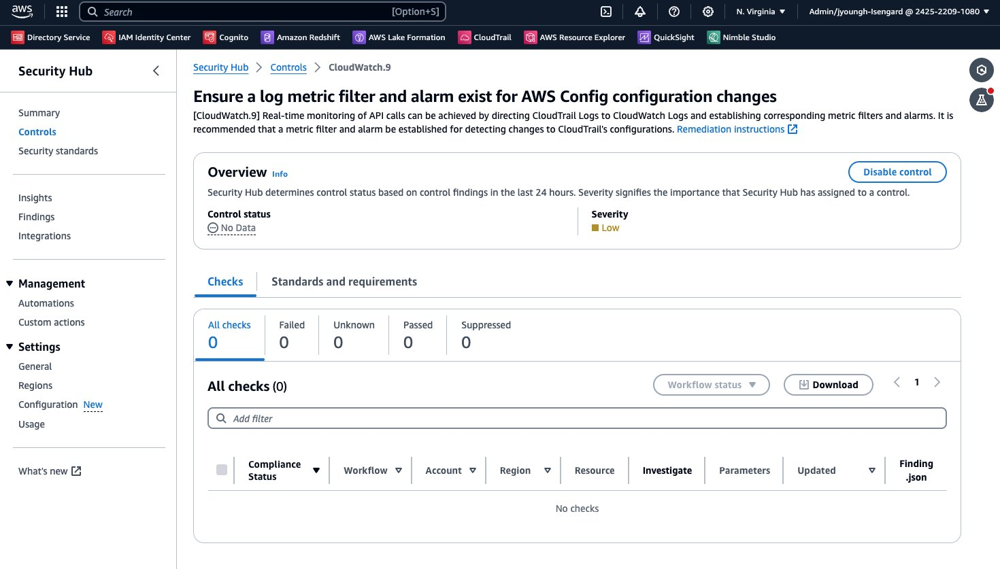 aws
Search
[Option+S]
N. Virginia
Admin/jyoungh-Isengard @ 2425-2209-1080
Directory Service
IAM Identity Center
Cognito
Amazon Redshift
AWS Lake Formation
CloudTrail
AWS Resource Explorer
QuickSight
Nimble Studio
Security Hub
Summary
Controls
Security standards
Insights
Findings
Integrations
Management
Automations
Custom actions
Settings
General
Regions
Configuration New
Usage
What's new
Security Hub
Controls
CloudWatch.9
Ensure a log metric filter and alarm exist for AWS Config configuration changes
[CloudWatch.9] Real-time monitoring of API calls can be achieved by directing CloudTrail Logs to CloudWatch Logs and establishing corresponding metric filters and alarms. It is
recommended that a metric filter and alarm be established for detecting changes to CloudTrail's configurations. Remediation instructions
Overview Info
Disable control
Security Hub determines control status based on control findings in the last 24 hours. Severity signifies the importance that Security Hub has assigned to a control.
Control status
No Data
Severity
Low
Checks
Standards and requirements
All checks
0
Failed
0
Unknown
0
Passed
0
Suppressed
0
All checks (0)
Workflow status
Download
1
Add filter
Compliance
Status
Workflow
Account
Region
Resource
Investigate
Parameters
Updated
Finding
.json
No checks